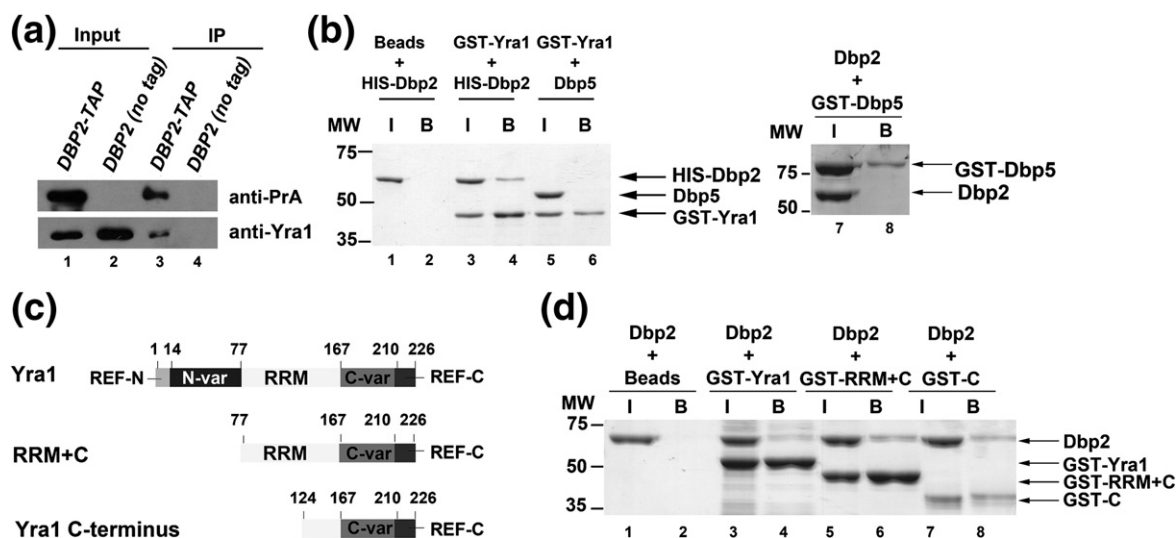 (a)
Input IP
DBP2-TAP
DBP2 (no tag)
DBP2-TAP
DBP2 (no tag)
anti-PrA
anti-Yra1
1 2 3 4
(b)
Beads GST-Yra1 GST-Yra1
+ + +
HIS-Dbp2 HIS-Dbp2 Dbp5
MW I B I B I B
75
50
35
HIS-Dbp2
Dbp5
GST-Yra1
1 2 3 4 5 6
Dbp2
+
GST-Dbp5
MW I B
75
50
GST-Dbp5
Dbp2
7 8
(c)
1 14 77 167 210 226
Yra1 REF-N N-var RRM C-var REF-C
77 167 210 226
RRM+C RRM C-var REF-C
124 167 210 226
Yra1 C-terminus C-var REF-C
(d)
Dbp2 Dbp2 Dbp2 Dbp2
+ + + +
Beads GST-Yra1 GST-RRM+C GST-C
MW I B I B I B I B
75
50
35
Dbp2
GST-Yra1
GST-RRM+C
GST-C
1 2 3 4 5 6 7 8